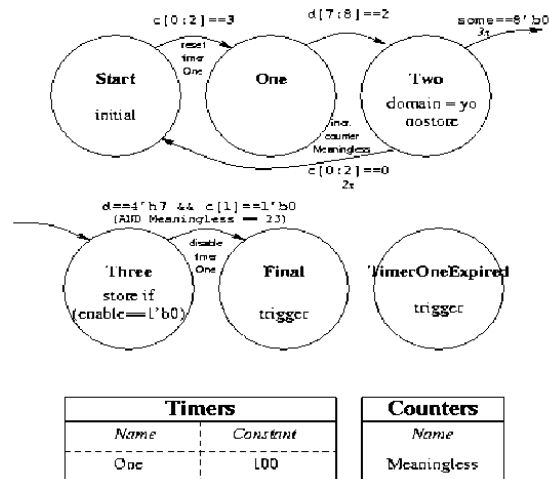 c[0:2]==3
d[7:8]==2
some==8'b0
3x
reset
timer
One
Start
initial
One
Two
domain = yo
nostore
incr.
counter
Meaningless
c[0:2]==0
2x
d==4'h7 && c[1]==1'b0
(AND Meaningless == 23)
disable
timer
One
Three
store if
(enable==1'b0)
Final
trigger
TimerOneExpired
trigger
Timers
Name Constant
One 100
Counters
Name
Meaningless